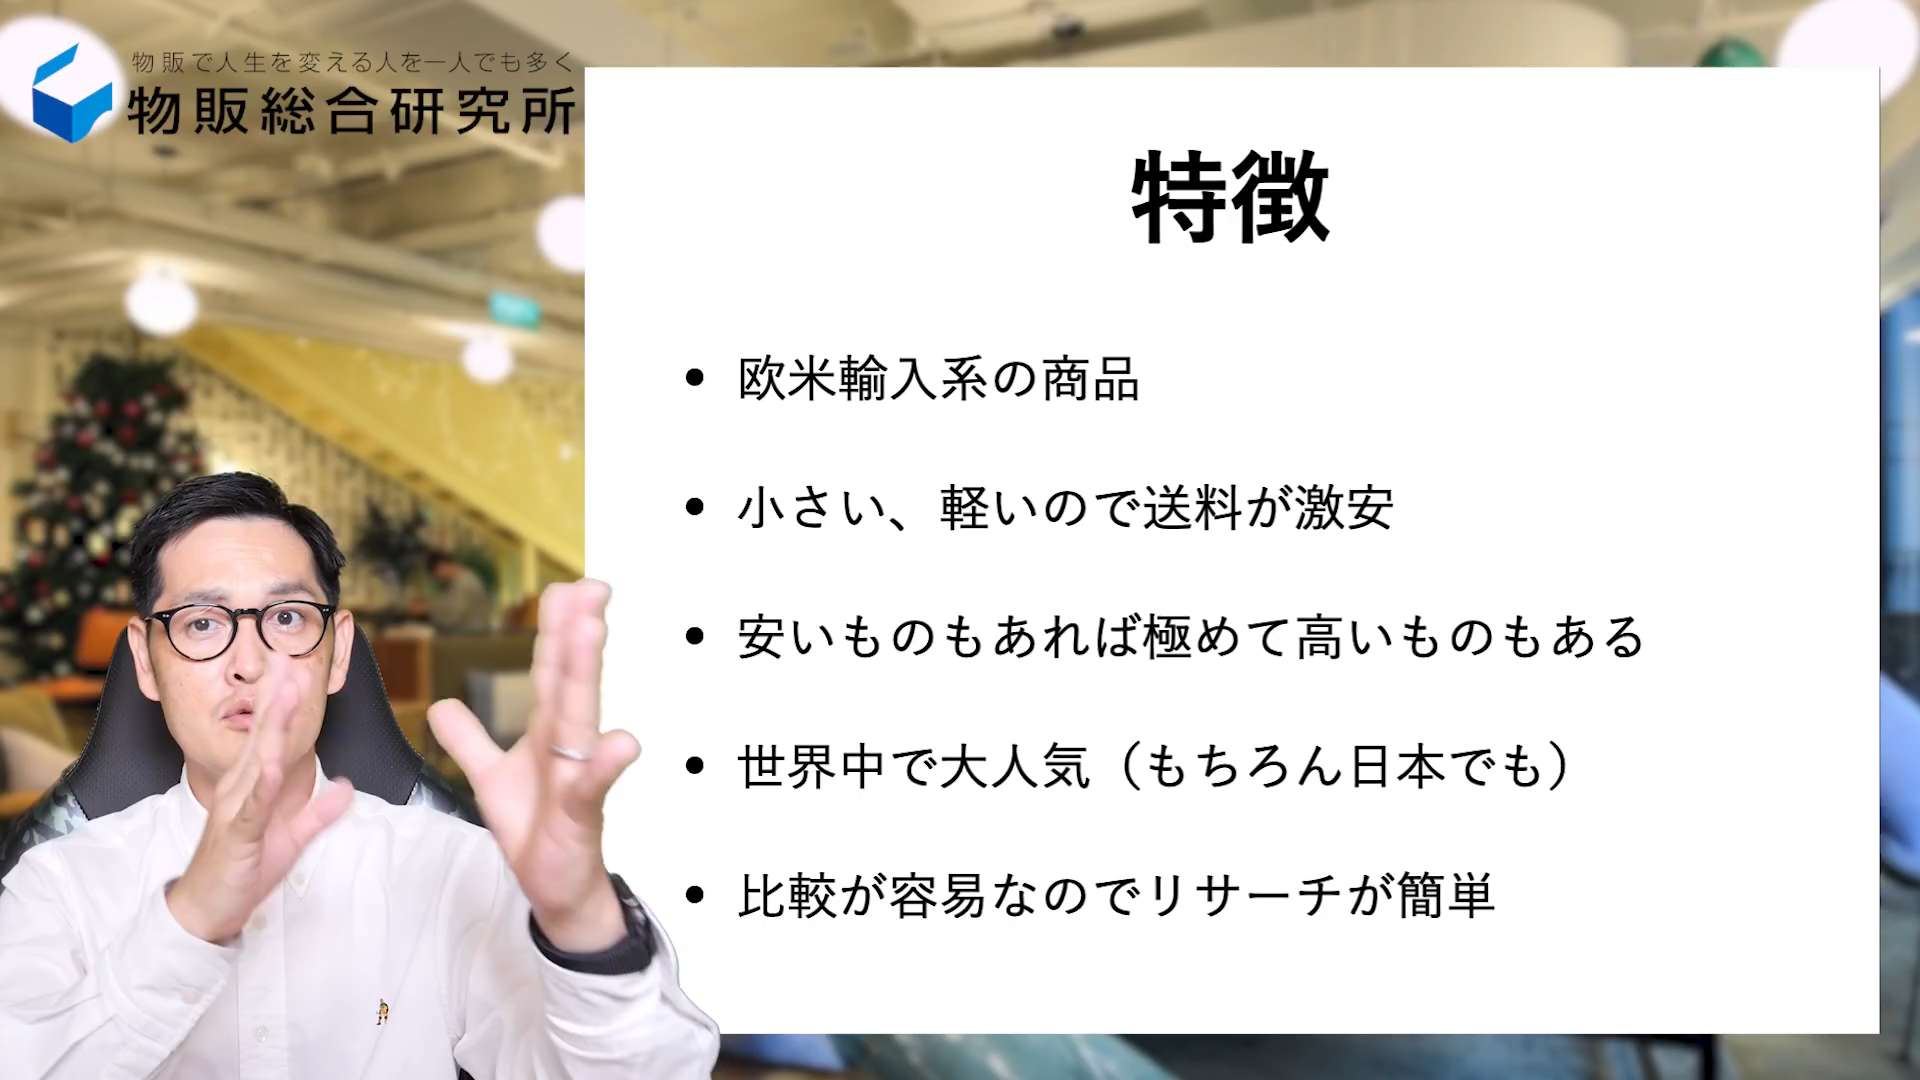 物販で人生を変える人を一人でも多く
物販総合研究所
特徴
• 欧米輸入系の商品
• 小さい、軽いので送料が激安
• 安いものもあれば極めて高いものもある
• 世界中で大人気（もちろん日本でも）
• 比較が容易なのでリサーチが簡単